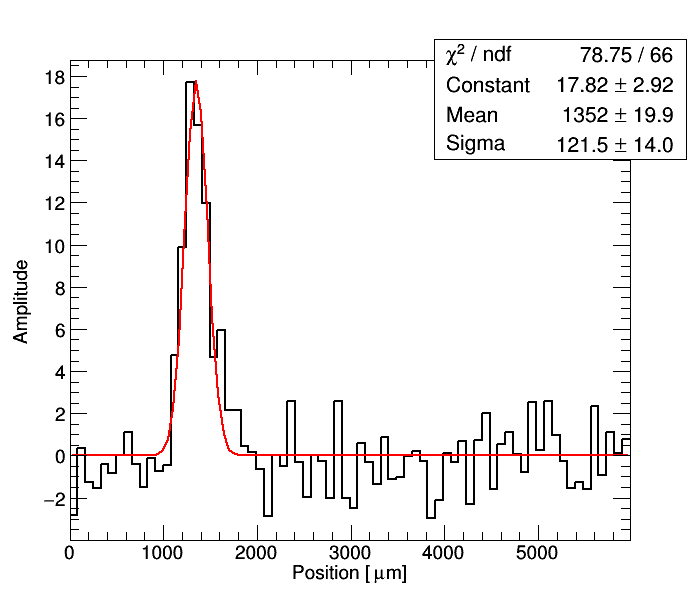 χ² / ndf 78.75 / 66
Constant 17.82 ± 2.92
Mean 1352 ± 19.9
Sigma 121.5 ± 14.0
18
16
14
12
10
8
6
4
2
0
−2
Amplitude
0 1000 2000 3000 4000 5000
Position [ μm]